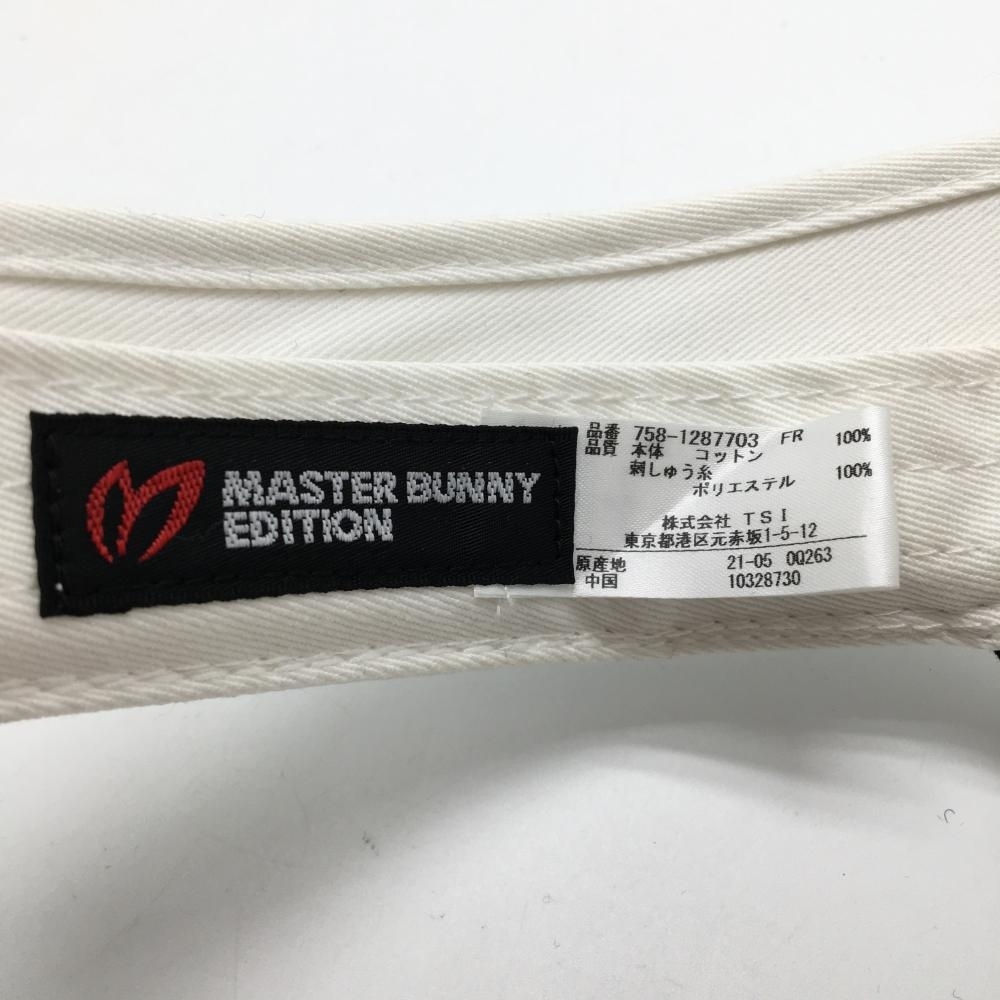 MASTER BUNNY
EDITION
品番 758-1287703 FR
品質 本体 コットン 100%
刺しゅう糸
ポリエステル 100%
株式会社 TSI
東京都港区元赤坂1-5-12
原産地 21-05 0Q263
中国 10328730